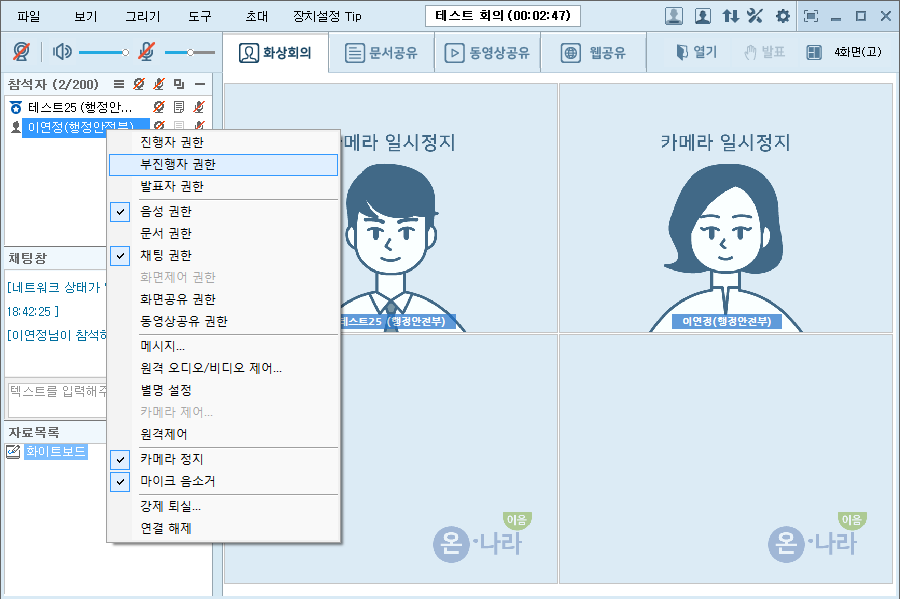 파일 보기 그리기 도구 초대 장치설정 Tip 테스트 회의 (00:02:47)
화상회의 문서공유 동영상공유 웹공유 열기 발표 4화면(고)
참석자 (2/200)
테스트25 (행정안...
이연정(행정안전부)
진행자 권한
부진행자 권한
발표자 권한
음성 권한
문서 권한
채팅 권한
화면제어 권한
화면공유 권한
동영상공유 권한
메시지...
원격 오디오/비디오 제어...
별명 설정
카메라 제어...
원격제어
카메라 정지
마이크 음소거
강제 퇴실...
연결 해제
채팅창
[네트워크 상태가
18:42:25 ]
[이연정님이 참석하
텍스트를 입력해주
자료목록
화이트보드
메라 일시정지
테스트25 (행정안전부)
카메라 일시정지
이연정(행정안전부)
온·나라 이음
온·나라 이음